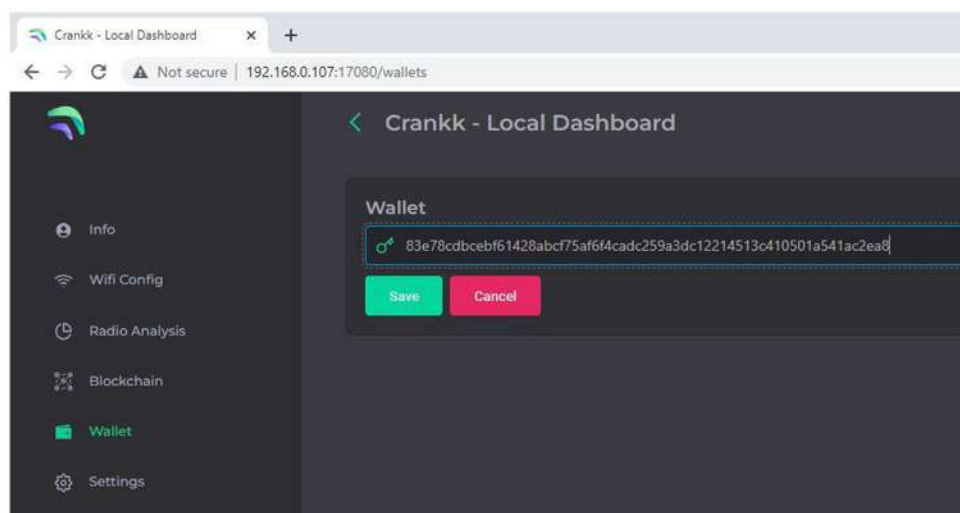 Crankk - Local Dashboard
Not secure | 192.168.0.107:17080/wallets
Crankk - Local Dashboard
Wallet
83e78cdbcebf61428abcf75af6f4cadc259a3dc12214513c410501a541ac2ea8
Save Cancel
Info
Wifi Config
Radio Analysis
Blockchain
Wallet
Settings